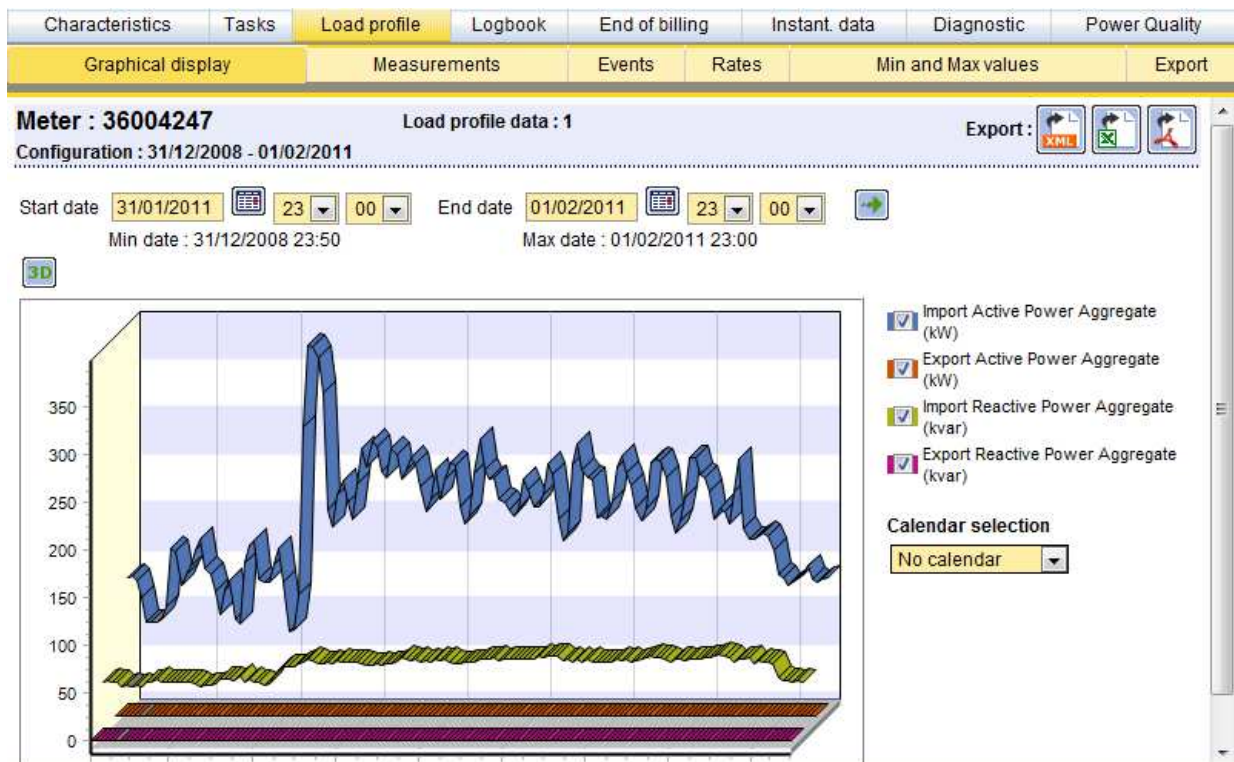 Characteristics Tasks Load profile Logbook End of billing Instant. data Diagnostic Power Quality
Graphical display Measurements Events Rates Min and Max values Export
Meter : 36004247 Load profile data : 1 Export : XML
Configuration : 31/12/2008 - 01/02/2011
Start date 31/01/2011 23 00 End date 01/02/2011 23 00
Min date : 31/12/2008 23:50 Max date : 01/02/2011 23:00
3D
Import Active Power Aggregate
(kW)
Export Active Power Aggregate
(kW)
Import Reactive Power Aggregate
(kvar)
Export Reactive Power Aggregate
(kvar)
Calendar selection
No calendar
350
300
250
200
150
100
50
0